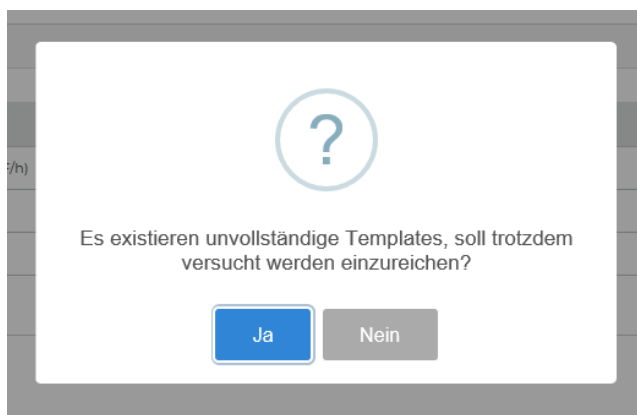 ?
/h)
Es existieren unvollständige Templates, soll trotzdem
versucht werden einzureichen?
Ja
Nein